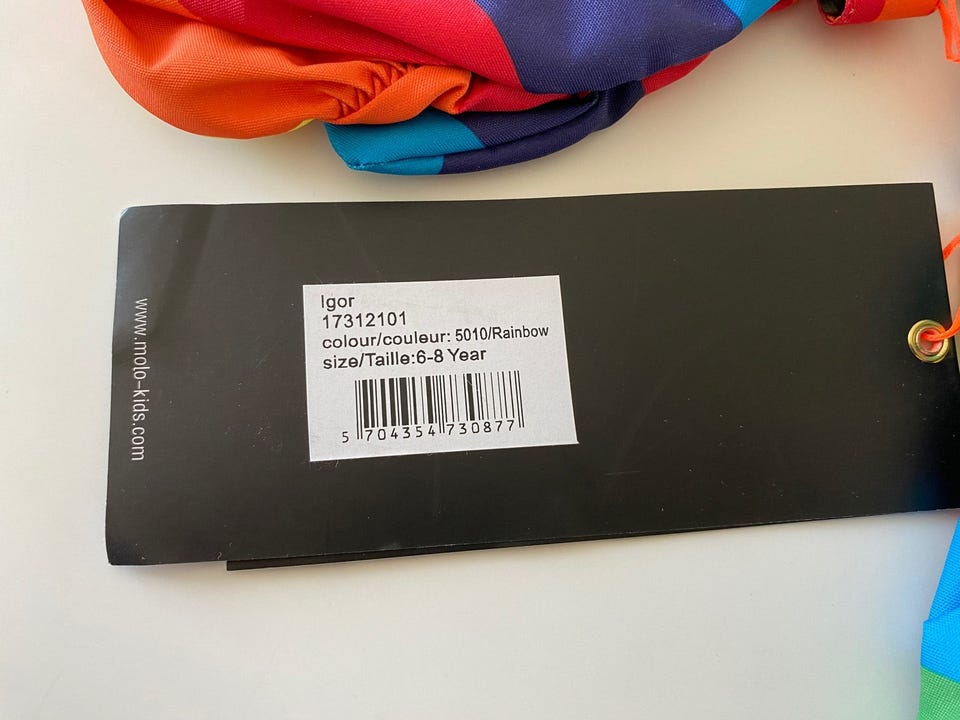 www.molo-kids.com
Igor
17312101
colour/couleur: 5010/Rainbow
size/Taille:6-8 Year
5 704354 730877